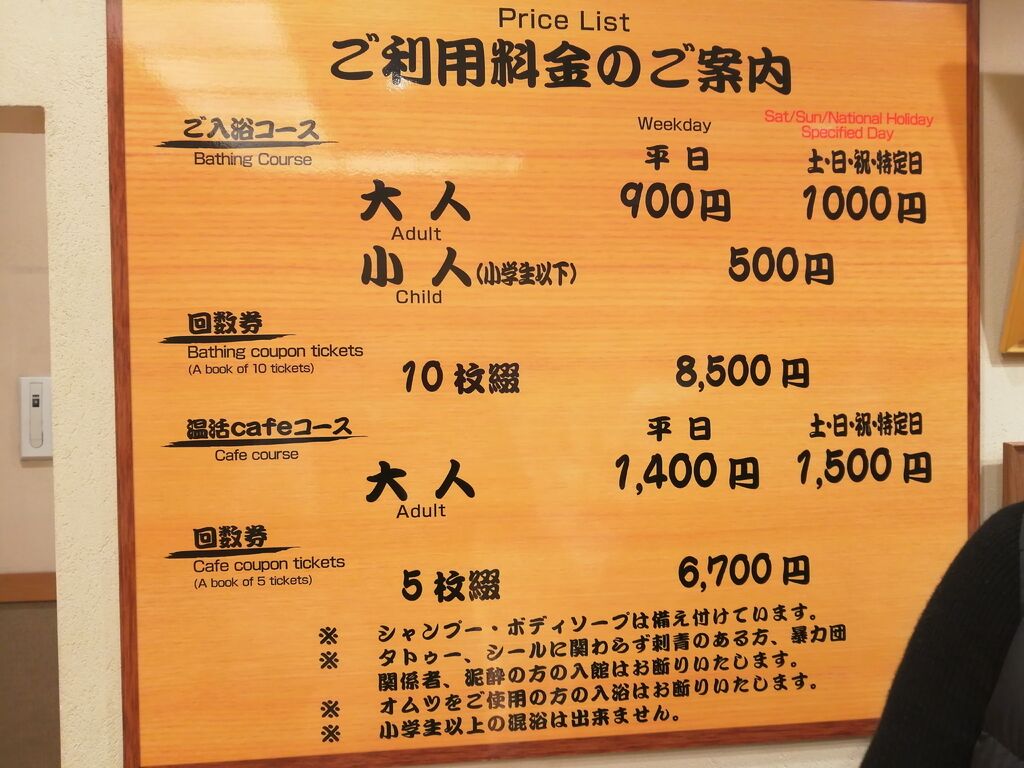 Price List
ご利用料金のご案内
ご入浴コース
Bathing Course
Weekday
Sat/Sun/National Holiday
Specified Day
平日
土・日・祝・特定日
大人
Adult
900円
1000円
小人(小学生以下)
Child
500円
回数券
Bathing coupon tickets
(A book of 10 tickets)
10枚綴
8,500円
温活cafeコース
Cafe course
平日
土・日・祝・特定日
大人
Adult
1,400円
1,500円
回数券
Cafe coupon tickets
(A book of 5 tickets)
5枚綴
6,700円
※ シャンプー・ボディソープは備え付けています。
※ タトゥー、シールに関わらず刺青のある方、暴力団
関係者、泥酔の方の入館はお断りいたします。
※ オムツをご使用の方の入浴はお断りいたします。
※ 小学生以上の混浴は出来ません。